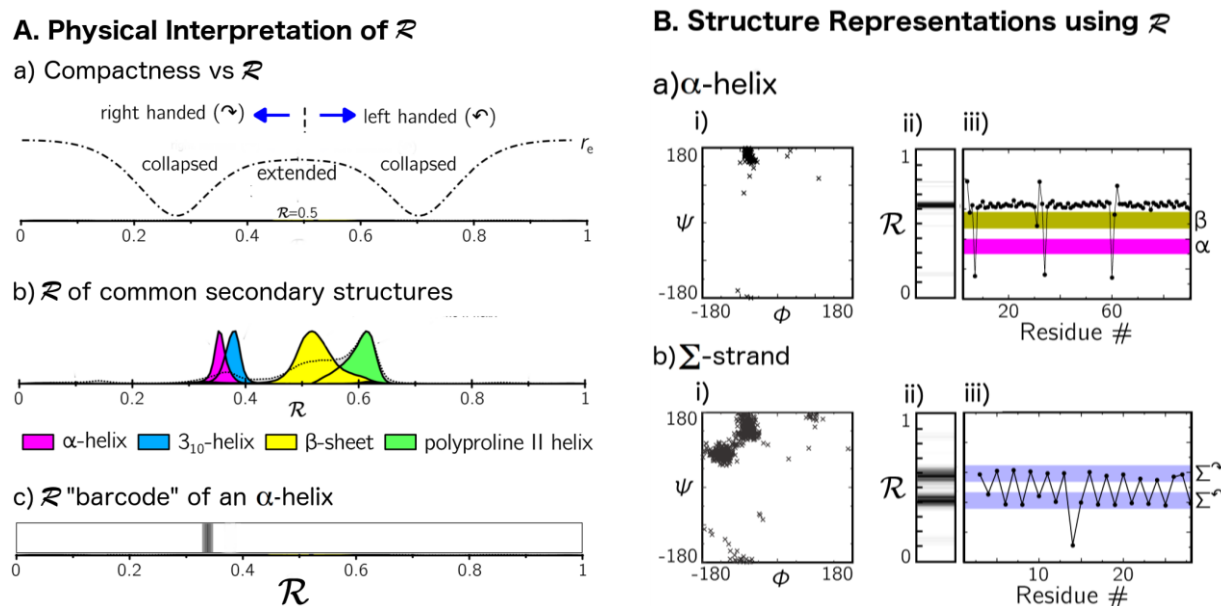 A. Physical Interpretation of ℛ
a) Compactness vs ℛ
right handed (↷)
left handed (↶)
collapsed
extended
collapsed
rₑ
ℛ=0.5
0 0.2 0.4 0.6 0.8 1
b) ℛ of common secondary structures
0 0.2 0.4 0.6 0.8 1
ℛ
α-helix 3₁₀-helix β-sheet polyproline II helix
c) ℛ "barcode" of an α-helix
0 0.2 0.4 0.6 0.8 1
ℛ
B. Structure Representations using ℛ
a)α-helix
i) ii) iii)
180
ψ
-180
-180 ϕ 180
1
ℛ
0
β
α
20 60
Residue #
b) Σ-strand
i) ii) iii)
180
ψ
-180
-180 ϕ 180
1
ℛ
0
Σ↷
Σ↶
10 20
Residue #